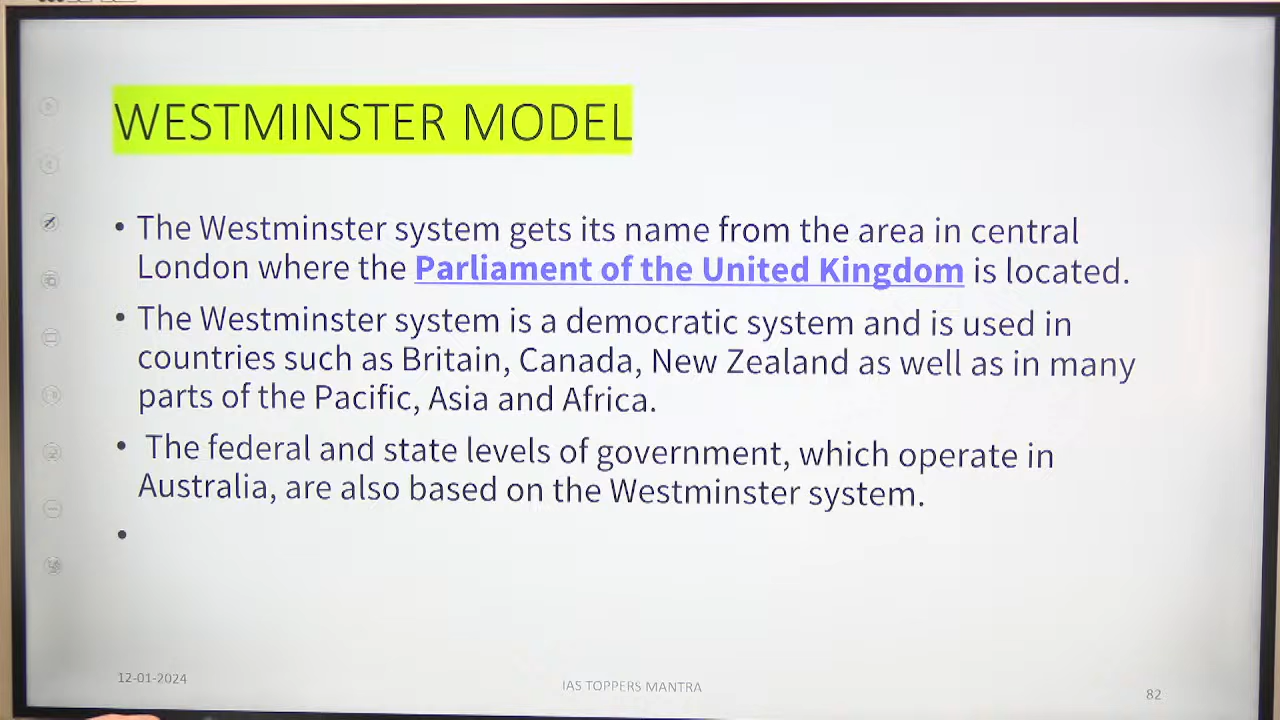 WESTMINSTER MODEL
• The Westminster system gets its name from the area in central
London where the Parliament of the United Kingdom is located.
• The Westminster system is a democratic system and is used in
countries such as Britain, Canada, New Zealand as well as in many
parts of the Pacific, Asia and Africa.
• The federal and state levels of government, which operate in
Australia, are also based on the Westminster system.
•
12-01-2024
IAS TOPPERS MANTRA
82